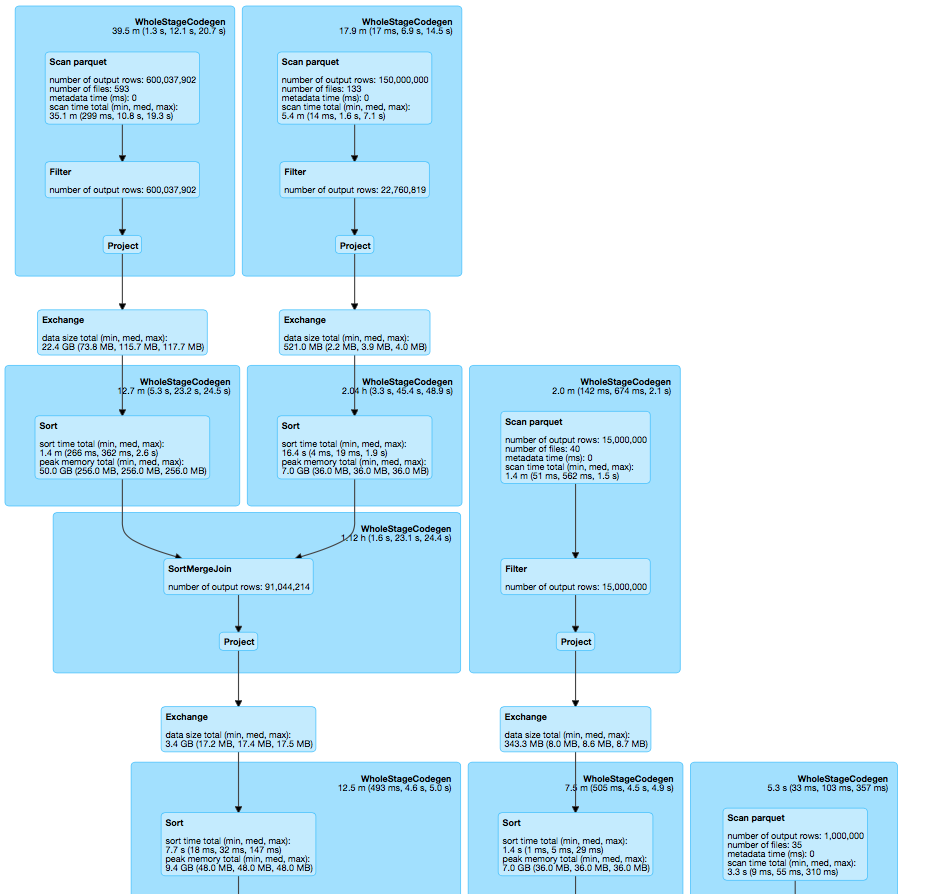 WholeStageCodegen
39.5 m (1.3 s, 12.1 s, 20.7 s)
Scan parquet
number of output rows: 600,037,902
number of files: 593
metadata time (ms): 0
scan time total (min, med, max):
35.1 m (299 ms, 10.8 s, 19.3 s)
Filter
number of output rows: 600,037,902
Project
WholeStageCodegen
17.9 m (17 ms, 6.9 s, 14.5 s)
Scan parquet
number of output rows: 150,000,000
number of files: 133
metadata time (ms): 0
scan time total (min, med, max):
5.4 m (14 ms, 1.6 s, 7.1 s)
Filter
number of output rows: 22,760,819
Project
Exchange
data size total (min, med, max):
22.4 GB (73.8 MB, 115.7 MB, 117.7 MB)
Exchange
data size total (min, med, max):
521.0 MB (2.2 MB, 3.9 MB, 4.0 MB)
WholeStageCodegen
12.7 m (5.3 s, 23.2 s, 24.5 s)
Sort
sort time total (min, med, max):
1.4 m (266 ms, 362 ms, 2.6 s)
peak memory total (min, med, max):
50.0 GB (255.0 MB, 256.0 MB, 256.0 MB)
WholeStageCodegen
2.04 h (3.3 s, 45.4 s, 48.9 s)
Sort
sort time total (min, med, max):
16.4 s (4 ms, 19 ms, 1.9 s)
peak memory total (min, med, max):
7.0 GB (36.0 MB, 36.0 MB, 36.0 MB)
WholeStageCodegen
2.0 m (142 ms, 674 ms, 2.1 s)
Scan parquet
number of output rows: 15,000,000
number of files: 40
metadata time (ms): 0
scan time total (min, med, max):
1.4 m (51 ms, 562 ms, 1.5 s)
Filter
number of output rows: 15,000,000
Project
WholeStageCodegen
1.12 h (1.6 s, 23.1 s, 24.4 s)
SortMergeJoin
number of output rows: 91,044,214
Project
Exchange
data size total (min, med, max):
3.4 GB (17.2 MB, 17.4 MB, 17.5 MB)
Exchange
data size total (min, med, max):
343.3 MB (8.0 MB, 8.6 MB, 8.7 MB)
WholeStageCodegen
12.5 m (493 ms, 4.6 s, 5.0 s)
Sort
sort time total (min, med, max):
7.7 s (18 ms, 32 ms, 147 ms)
peak memory total (min, med, max):
9.4 GB (48.0 MB, 48.0 MB, 48.0 MB)
WholeStageCodegen
7.5 m (505 ms, 4.5 s, 4.9 s)
Sort
sort time total (min, med, max):
1.4 s (1 ms, 5 ms, 29 ms)
peak memory total (min, med, max):
7.0 GB (36.0 MB, 36.0 MB, 36.0 MB)
WholeStageCodegen
5.3 s (33 ms, 103 ms, 357 ms)
Scan parquet
number of output rows: 1,000,000
number of files: 35
metadata time (ms): 0
scan time total (min, med, max):
3.3 s (9 ms, 55 ms, 310 ms)